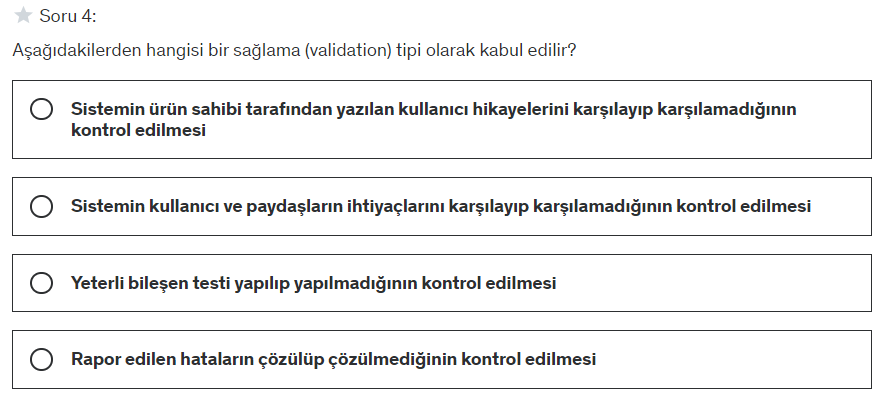 Soru 4:
Aşağıdakilerden hangisi bir sağlama (validation) tipi olarak kabul edilir?
Sistemin ürün sahibi tarafından yazılan kullanıcı hikayelerini karşılayıp karşılamadığının
kontrol edilmesi
Sistemin kullanıcı ve paydaşların ihtiyaçlarını karşılayıp karşılamadığının kontrol edilmesi
Yeterli bileşen testi yapılıp yapılmadığının kontrol edilmesi
Rapor edilen hataların çözülüp çözülmediğinin kontrol edilmesi